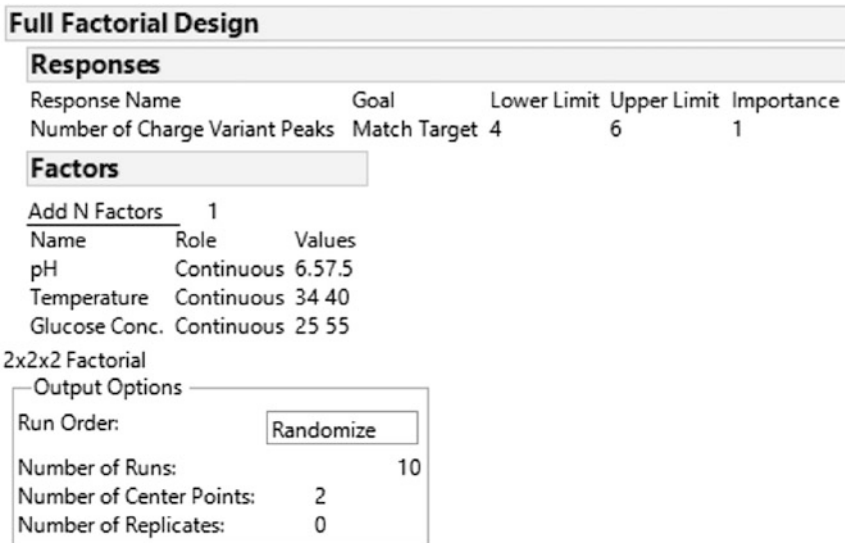 Full Factorial Design
Responses
Response Name Goal Lower Limit Upper Limit Importance
Number of Charge Variant Peaks Match Target 4 6 1
Factors
Add N Factors 1
Name Role Values
pH Continuous 6.57.5
Temperature Continuous 34 40
Glucose Conc. Continuous 25 55
2x2x2 Factorial
Output Options
Run Order: Randomize
Number of Runs: 10
Number of Center Points: 2
Number of Replicates: 0